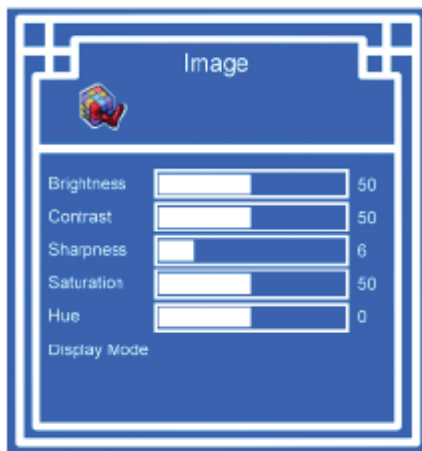 Image
Brightness 50
Contrast 50
Sharpness 6
Saturation 50
Hue 0
Display Mode